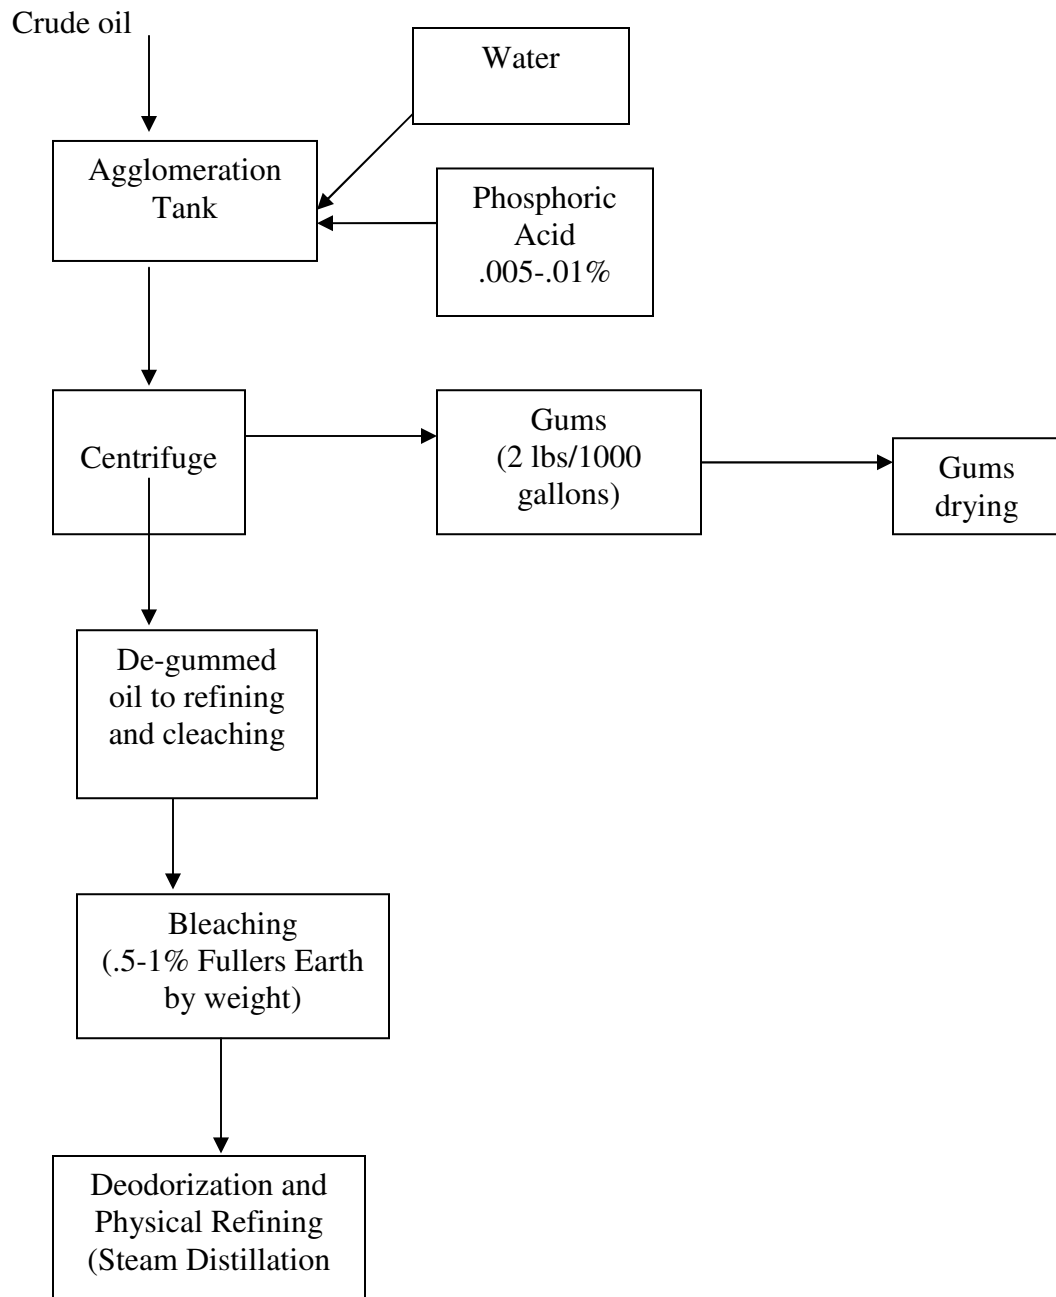 Crude oil
Water
Agglomeration
Tank
Phosphoric
Acid
.005-.01%
Centrifuge
Gums
(2 lbs/1000
gallons)
Gums
drying
De-gummed
oil to refining
and cleaching
Bleaching
(.5-1% Fullers Earth
by weight)
Deodorization and
Physical Refining
(Steam Distillation